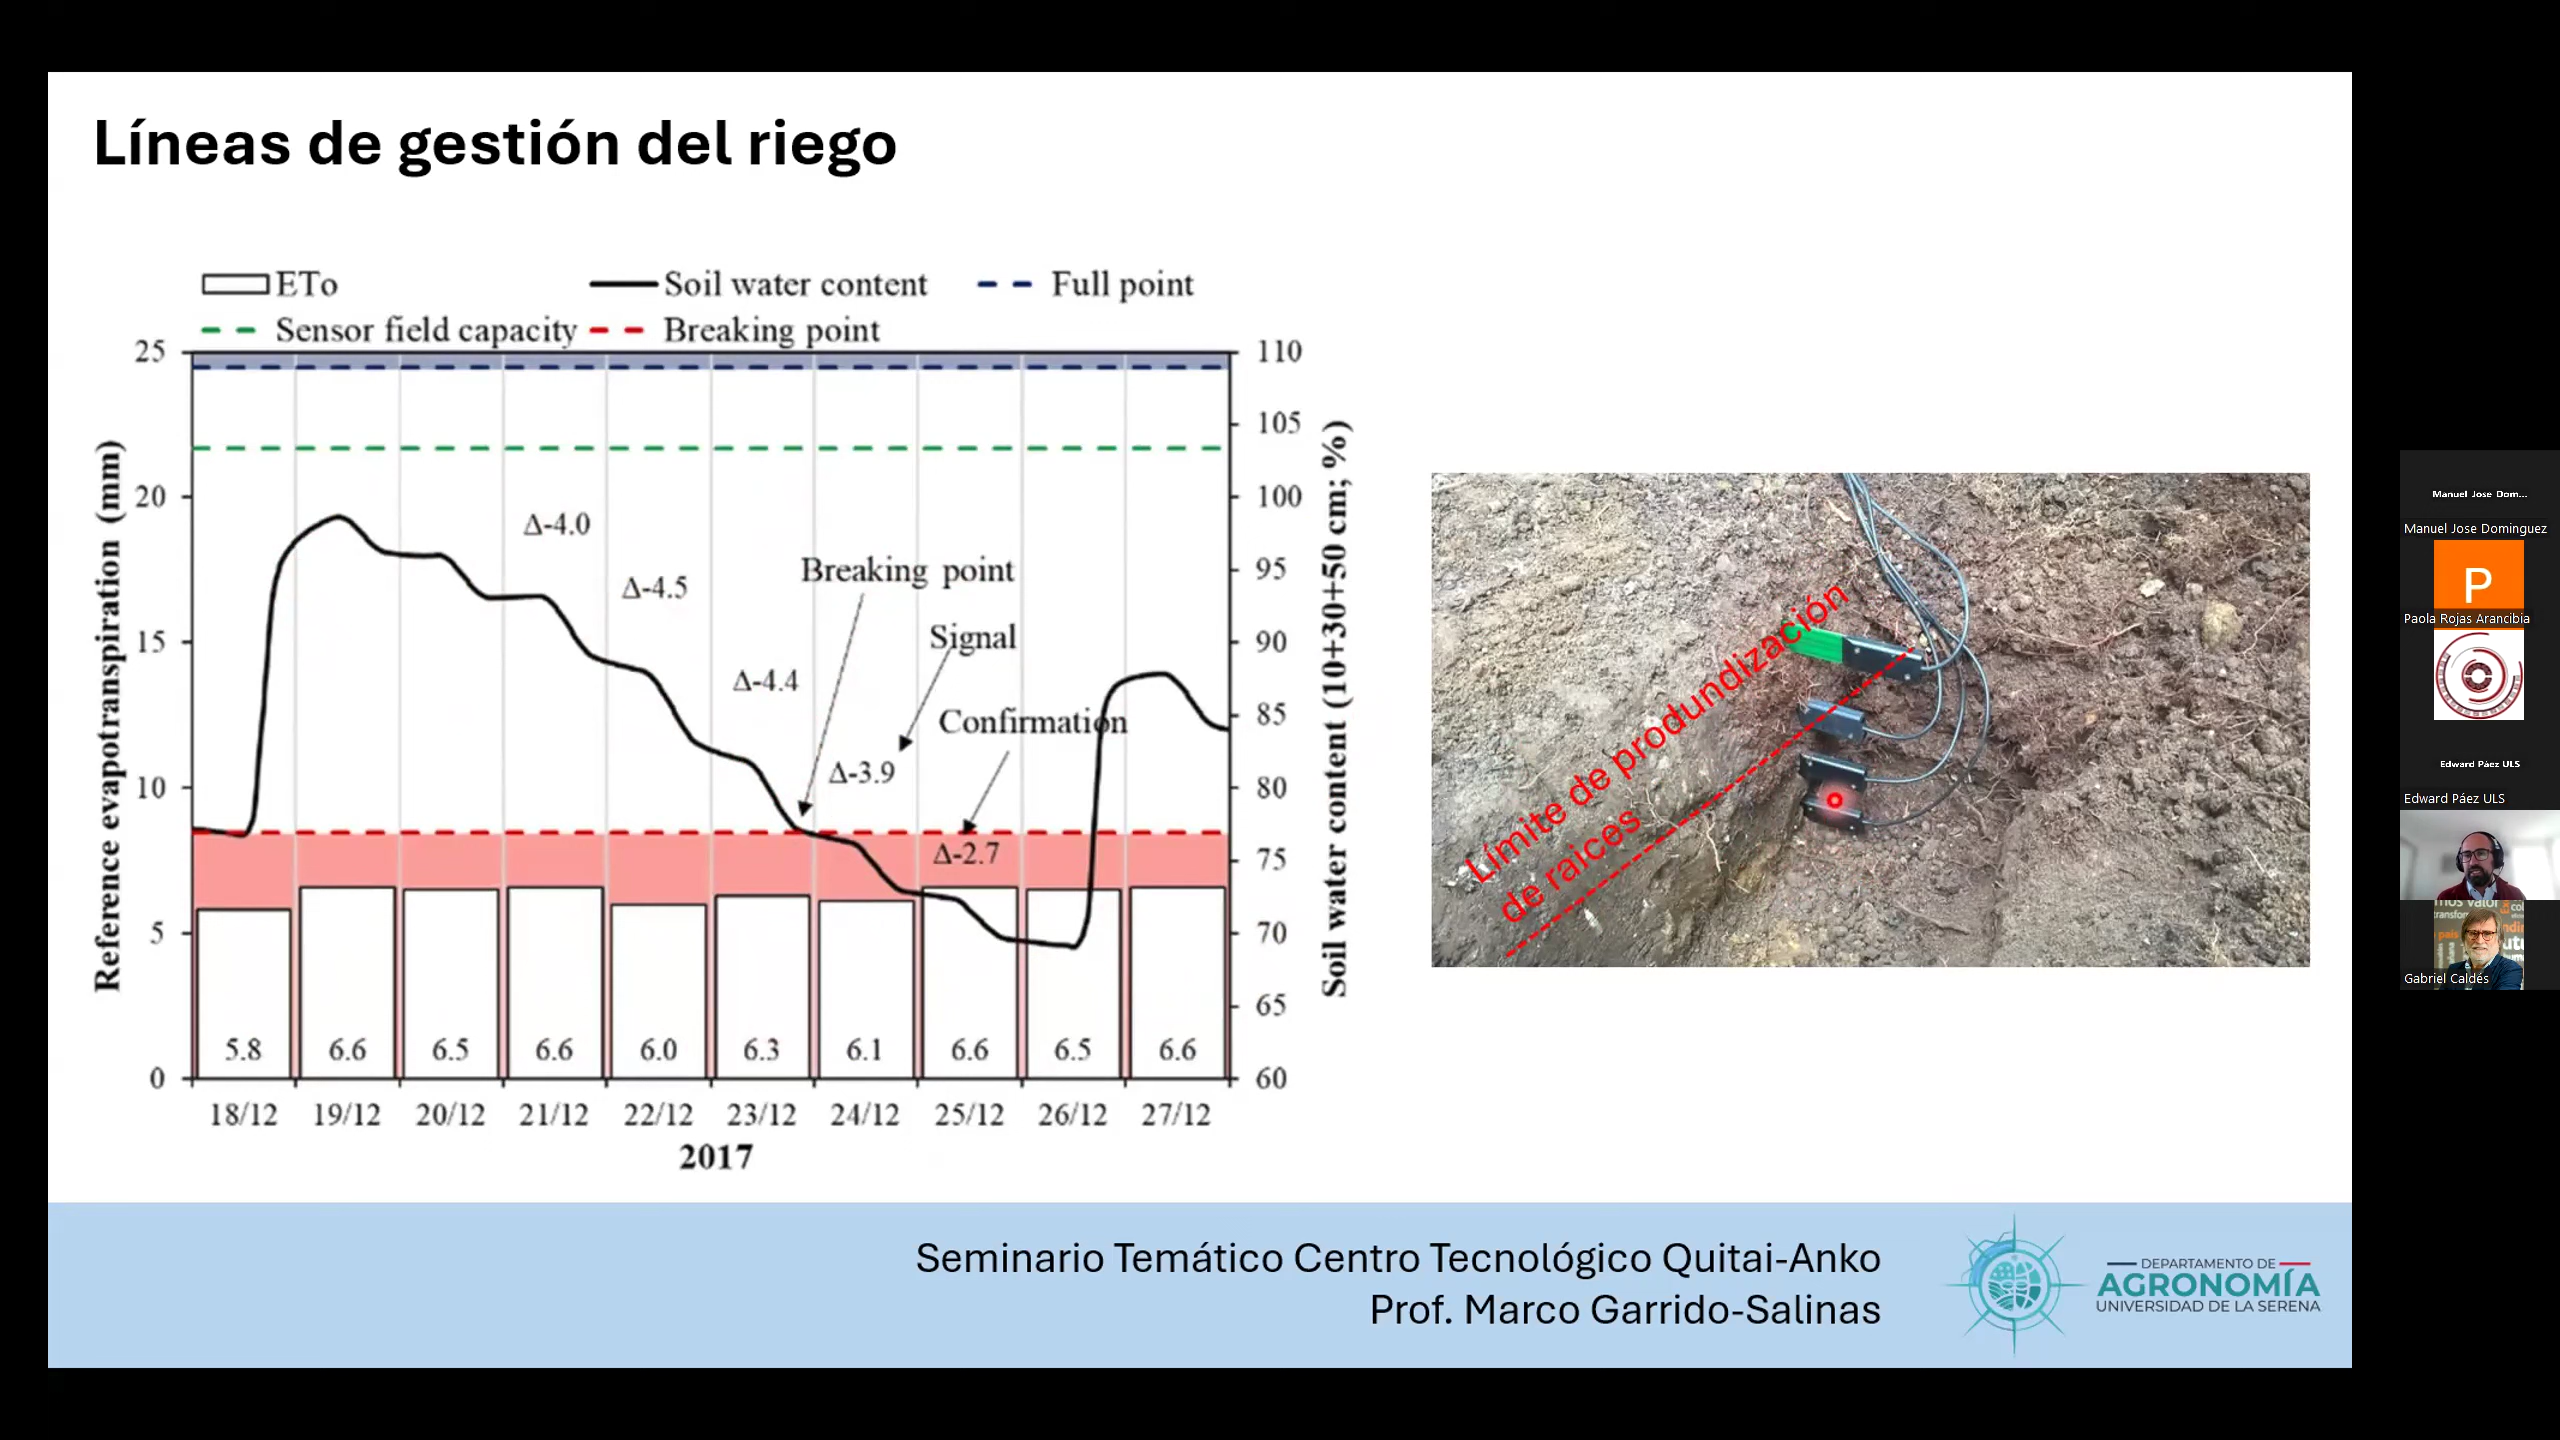 Líneas de gestión del riego
ETo
Soil water content
Full point
Sensor field capacity
Breaking point
25
20
15
10
5
0
Reference evapotranspiration (mm)
110
105
100
95
90
85
80
75
70
65
60
Soil water content (10+30+50 cm; %)
Δ-4.0
Δ-4.5
Δ-4.4
Δ-3.9
Δ-2.7
Breaking point
Signal
Confirmation
5.8 6.6 6.5 6.6 6.0 6.3 6.1 6.6 6.5 6.6
18/12 19/12 20/12 21/12 22/12 23/12 24/12 25/12 26/12 27/12
2017
Límite de produndización
de raices
Seminario Temático Centro Tecnológico Quitai-Anko
Prof. Marco Garrido-Salinas
DEPARTAMENTO DE
AGRONOMÍA
UNIVERSIDAD DE LA SERENA
Manuel Jose Dom...
Manuel Jose Dominguez
P
Paola Rojas Arancibia
Edward Páez ULS
Edward Páez ULS
Gabriel Caldés